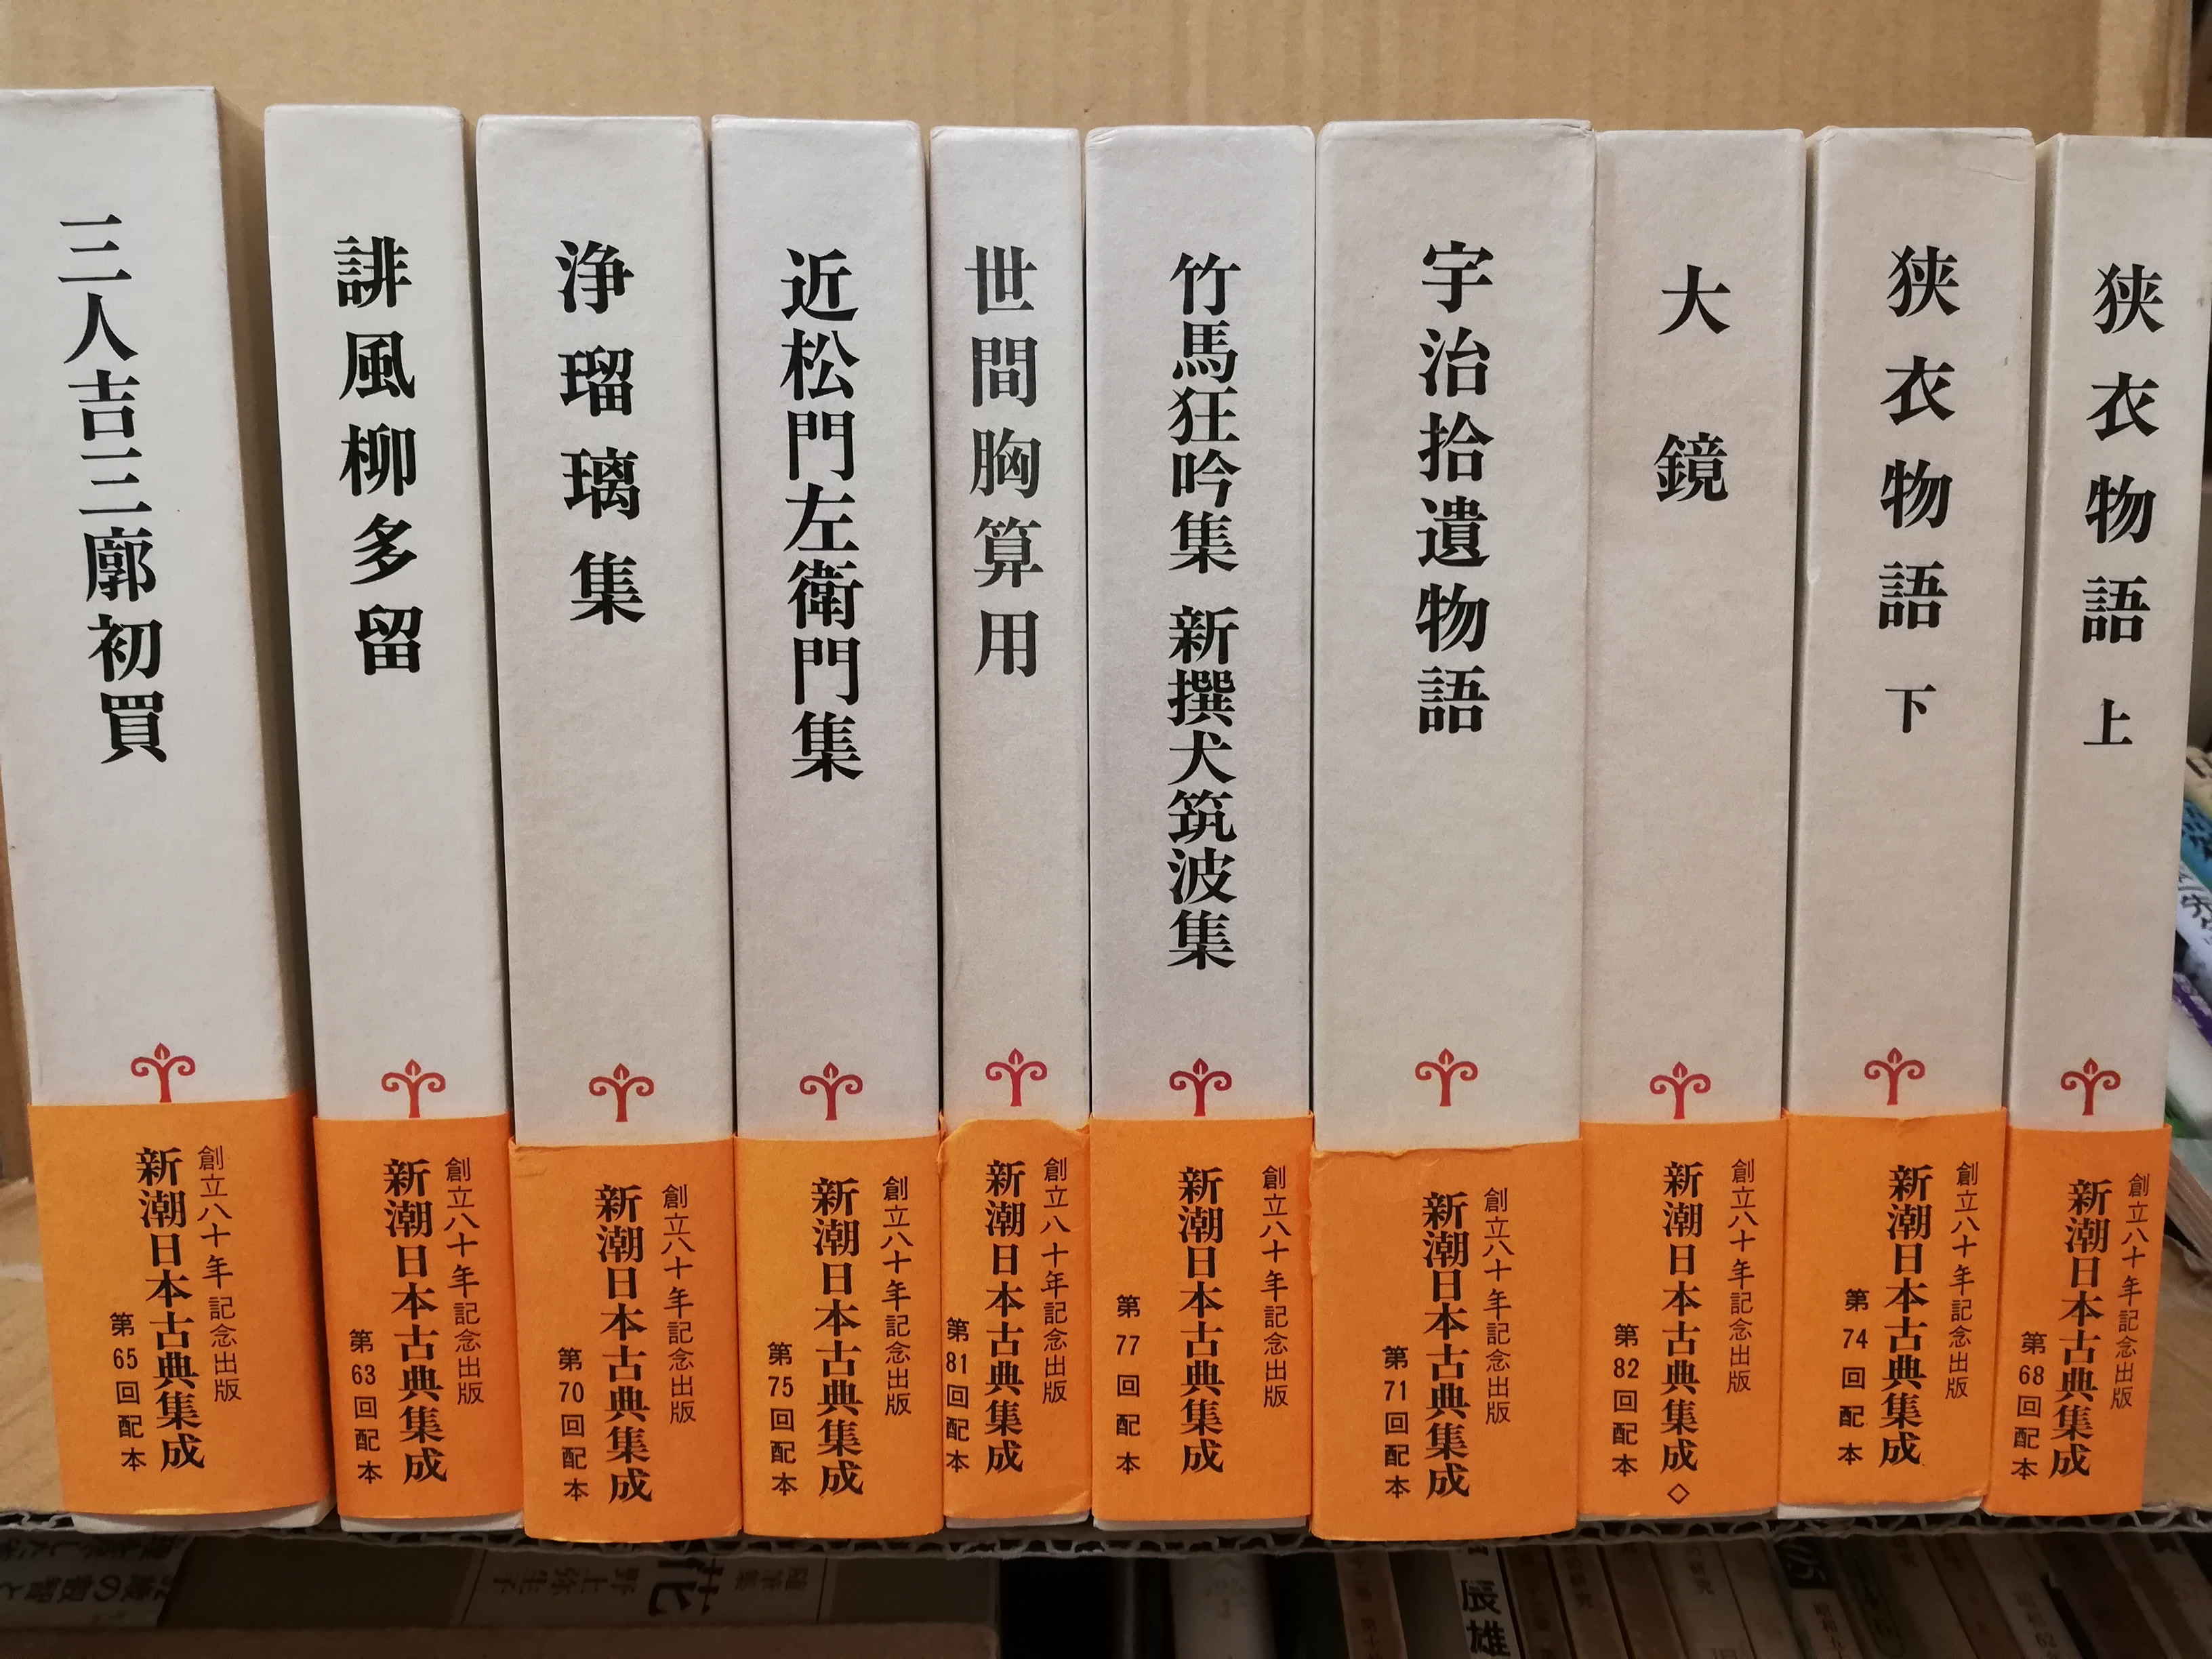 三人吉三廓初買
創立八十年記念出版
新潮日本古典集成
第65回配本
誹風柳多留
創立八十年記念出版
新潮日本古典集成
第63回配本
浄瑠璃集
創立八十年記念出版
新潮日本古典集成
第70回配本
近松門左衛門集
創立八十年記念出版
新潮日本古典集成
第75回配本
世間胸算用
創立八十年記念出版
新潮日本古典集成
第81回配本
竹馬狂吟集 新撰犬筑波集
創立八十年記念出版
新潮日本古典集成
第77回配本
宇治拾遺物語
創立八十年記念出版
新潮日本古典集成
第71回配本
大鏡
創立八十年記念出版
新潮日本古典集成◇
第82回配本
狭衣物語 下
創立八十年記念出版
新潮日本古典集成
第74回配本
狭衣物語 上
創立八十年記念出版
新潮日本古典集成
第68回配本
随筆集
野上弥生子
花
辰雄